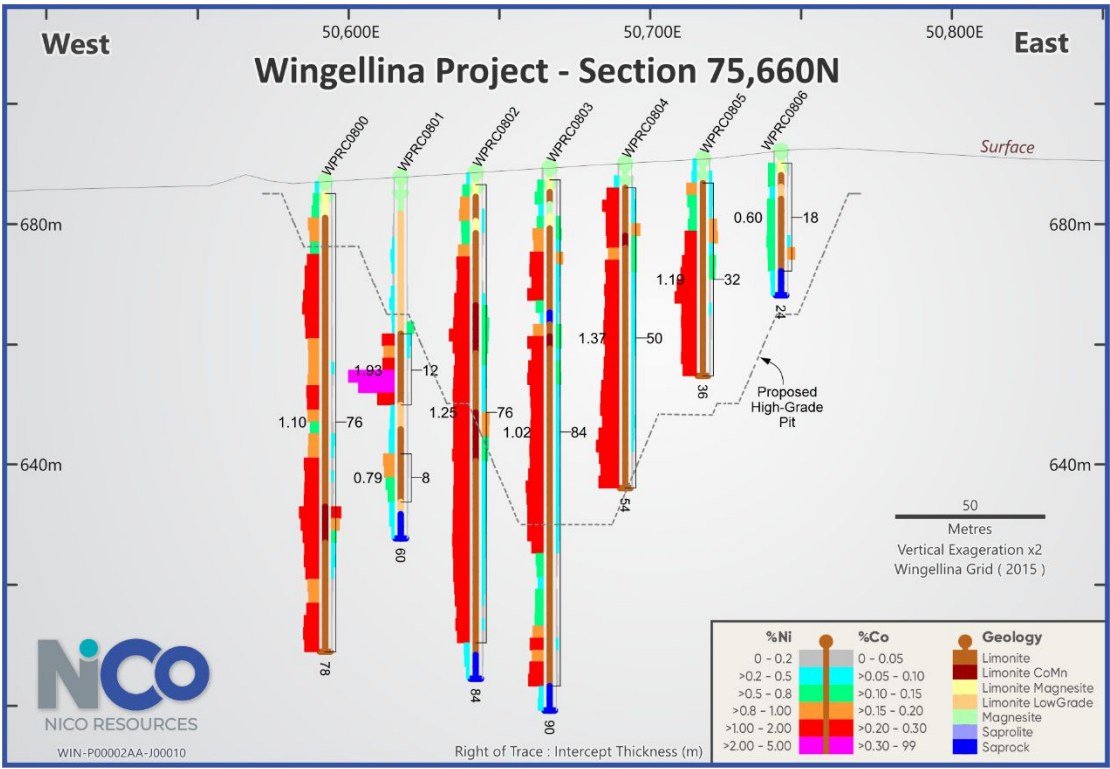 50,600E
50,700E
50,800E
West
East
Wingellina Project - Section 75,660N
WPRC0800
WPRC0801
WPRC0802
WPRC0803
WPRC0804
WPRC0805
WPRC0806
Surface
680m
680m
640m
640m
1.10
76
78
1.93
12
0.79
8
60
1.25
76
84
1.02
84
90
1.37
50
54
1.19
32
36
0.60
18
24
Proposed
High-Grade
Pit
50
Metres
Vertical Exageration x2
Wingellina Grid ( 2015 )
NiCo
NICO RESOURCES
WIN-P00002AA-J00010
Right of Trace : Intercept Thickness (m)
%Ni %Co Geology
0 - 0.2 0 - 0.05 Limonite
>0.2 - 0.5 >0.05 - 0.10 Limonite CoMn
>0.5 - 0.8 >0.10 - 0.15 Limonite Magnesite
>0.8 - 1.00 >0.15 - 0.20 Limonite LowGrade
>1.00 - 2.00 >0.20 - 0.30 Magnesite
>2.00 - 5.00 >0.30 - 99 Saprolite
Saprock